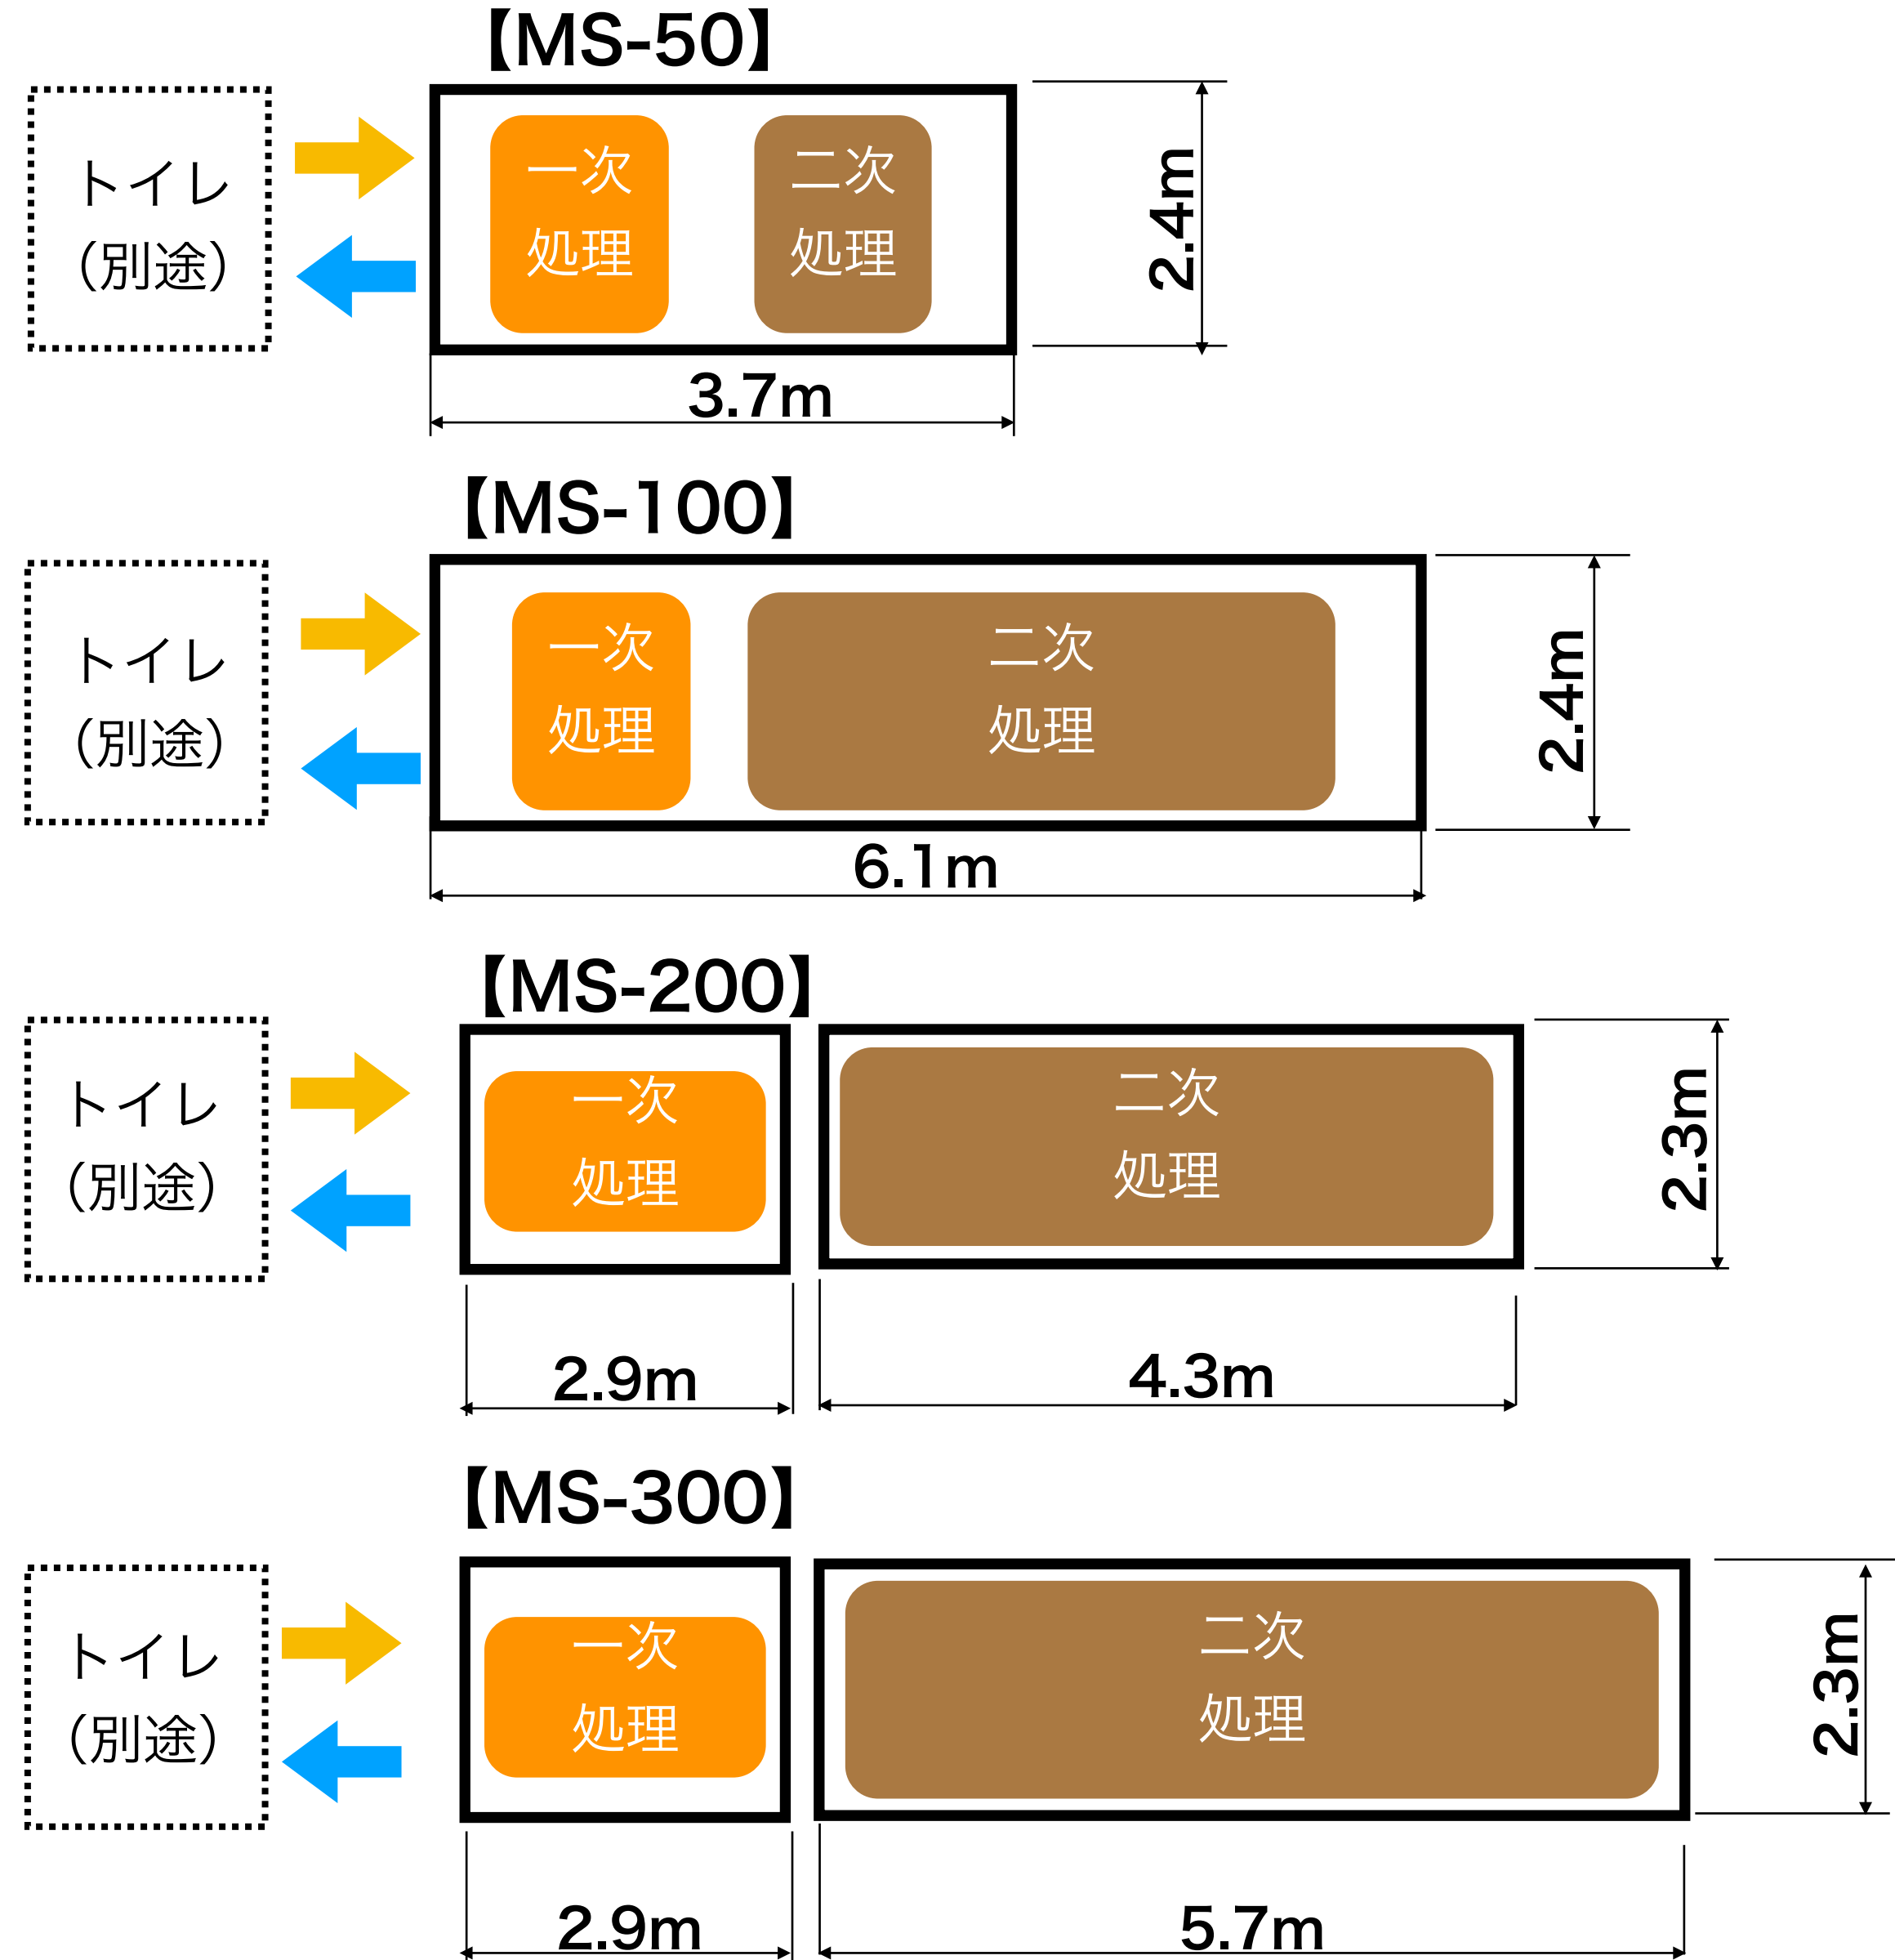 【MS-50】
トイレ
(別途)
一次
処理
二次
処理
2.4m
3.7m
【MS-100】
トイレ
(別途)
一次
処理
二次
処理
2.4m
6.1m
【MS-200】
トイレ
(別途)
一次
処理
二次
処理
2.3m
2.9m
4.3m
【MS-300】
トイレ
(別途)
一次
処理
二次
処理
2.3m
2.9m
5.7m